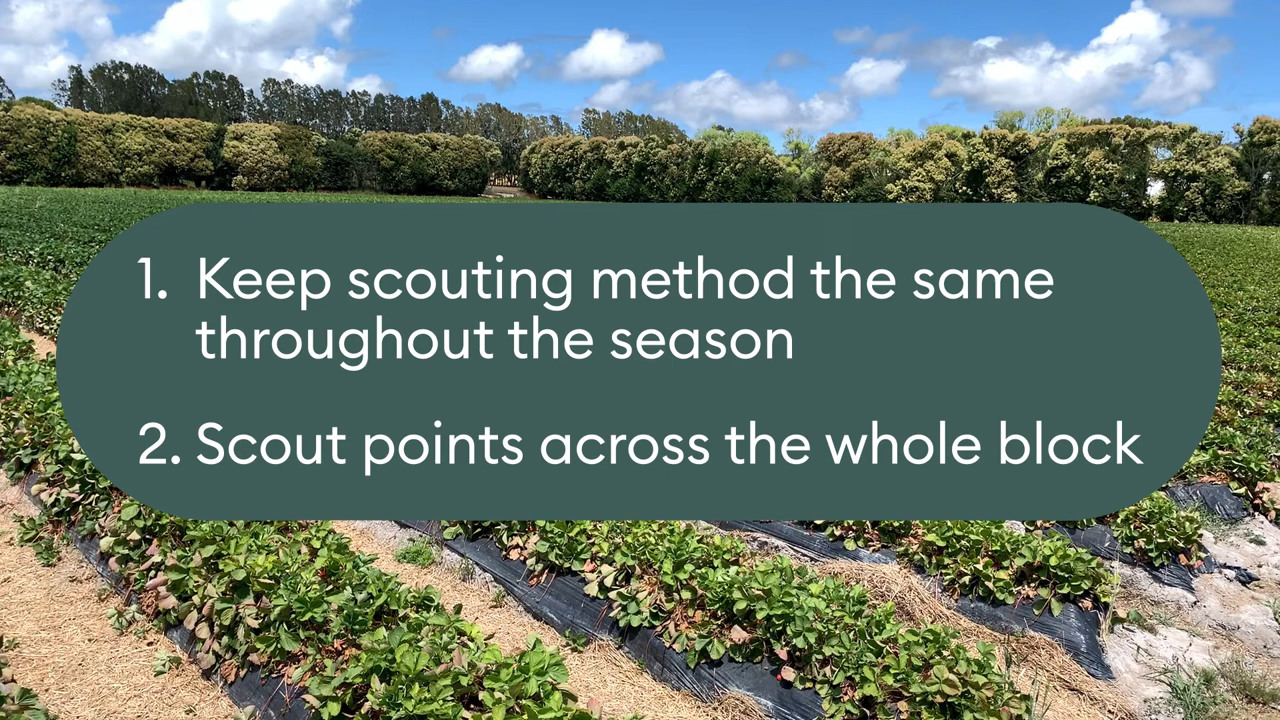 1. Keep scouting method the same
throughout the season
2. Scout points across the whole block